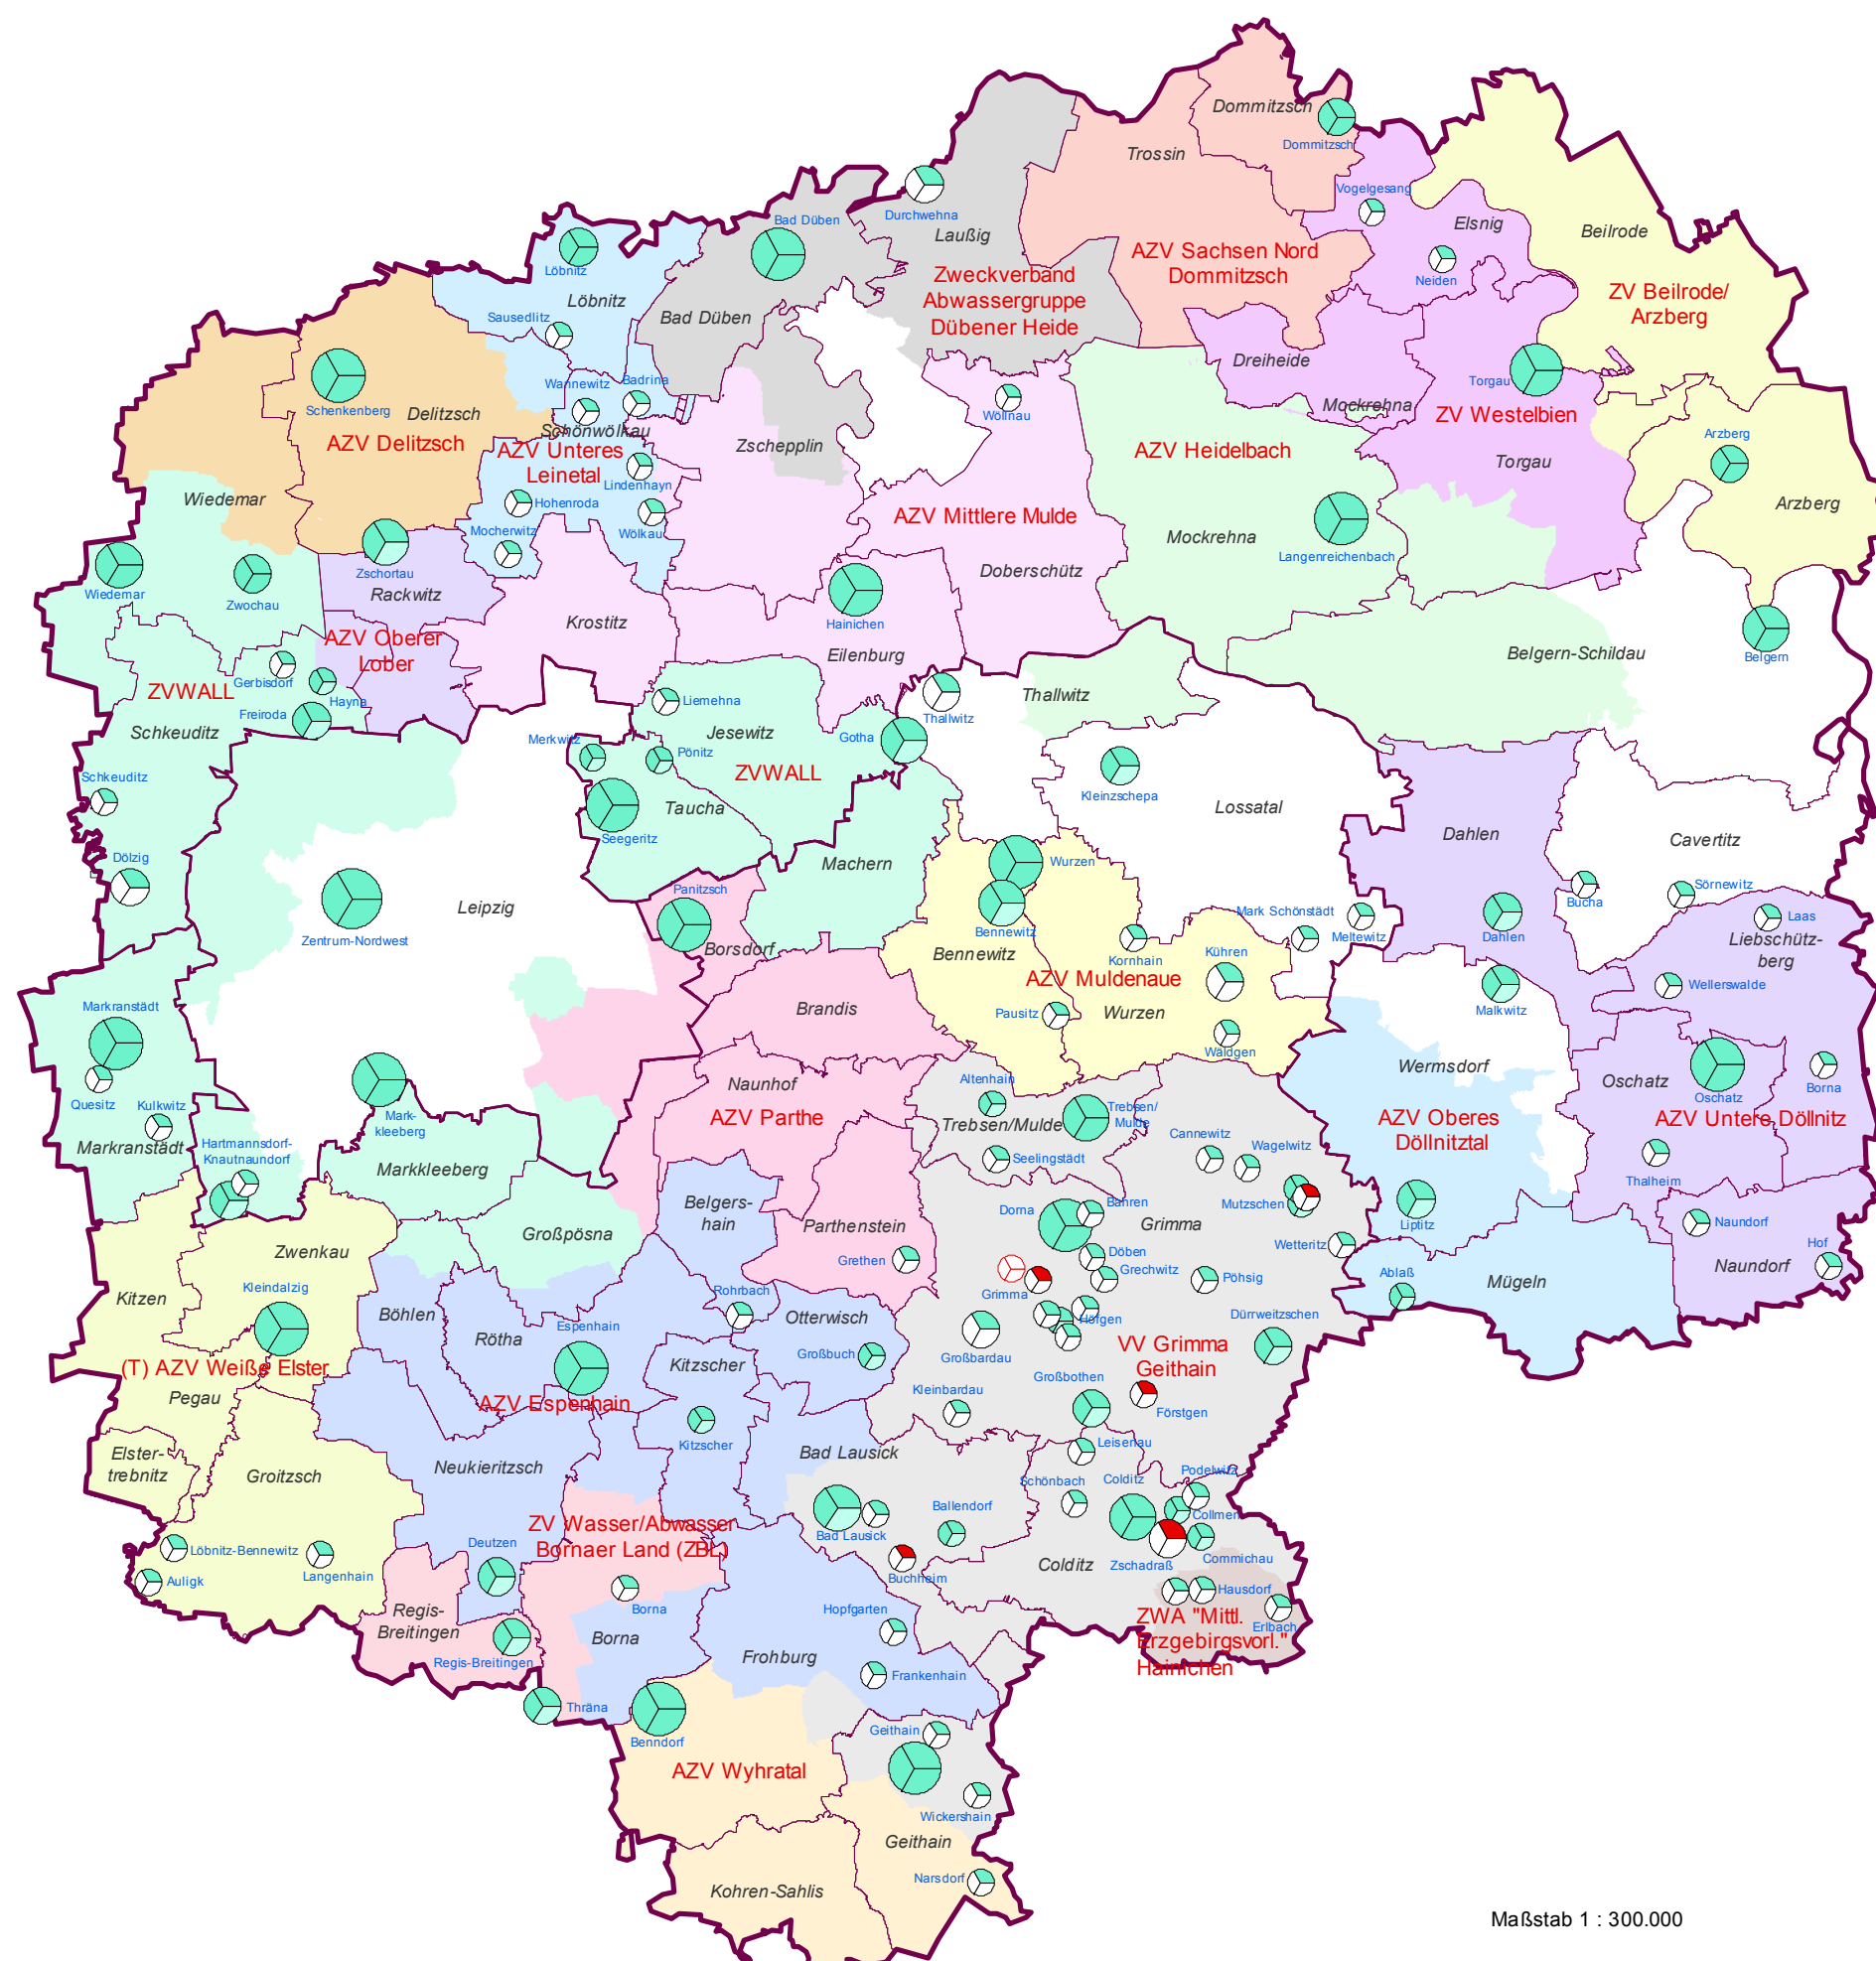 Dommitzsch
Dommitzsch
Trossin
Vogelgesang
Durchwehna
Bad Düben
Laußig
Elsnig
Beilrode
AZV Sachsen Nord
Dommitzsch
Neiden
Löbnitz
Löbnitz
Zweckverband
Abwassergruppe
Dübener Heide
ZV Beilrode/
Arzberg
Sausedlitz
Bad Düben
Dreiheide
Torgau
Wannewitz
Badrina
Schenkenberg
Delitzsch
Schönwölkau
Wöllnau
Mockrehna
ZV Westelbien
AZV Delitzsch
AZV Unteres
Leinetal
Zschepplin
AZV Heidelbach
Arzberg
Torgau
Lindenhayn
Wiedemar
Hohenroda
Arzberg
Mocherwitz
Wölkau
AZV Mittlere Mulde
Mockrehna
Langenreichenbach
Zschortau
Doberschütz
Wiedemar
Zwochau
Rackwitz
Krostitz
Hainichen
AZV Oberer
Lober
Eilenburg
Belgern-Schildau
Belgern
Gerbisdorf
ZVWALL
Hayna
Freiroda
Liemehna
Thallwitz
Thallwitz
Schkeuditz
Merkwitz
Pönitz
Jesewitz
Gotha
ZVWALL
Schkeuditz
Kleinzschepa
Seegeritz
Taucha
Lossatal
Dahlen
Cavertitz
Dölzig
Machern
Wurzen
Panitzsch
Leipzig
Zentrum-Nordwest
Bucha
Sörnewitz
Borsdorf
Bennewitz
Mark Schönstädt
Meltewitz
Dahlen
Laas
Liebschütz-
berg
Bennewitz
Kornhain
Kühren
AZV Muldenaue
Wellerswalde
Markranstädt
Brandis
Pausitz
Wurzen
Malkwitz
Wäldgen
Wermsdorf
Quesitz
Naunhof
Altenhain
Oschatz
Oschatz
Borna
Kulkwitz
Mark-
kleeberg
AZV Parthe
Trebsen/Mulde
Trebsen/
Mulde
AZV Oberes
Döllnitztal
AZV Untere Döllnitz
Markranstädt
Hartmannsdorf-
Knautnaundorf
Markkleeberg
Seelingstädt
Cannewitz
Wagelwitz
Thalheim
Belgers-
hain
Parthenstein
Dorna
Bahren
Grimma
Mutzschen
Liptitz
Naundorf
Zwenkau
Großpösna
Grethen
Döben
Grechwitz
Wetteritz
Hof
Naundorf
Kitzen
Kleindalzig
Grimma
Pöhsig
Ablaß
Mügeln
Böhlen
Rötha
Espenhain
Rohrbach
Otterwisch
Höfgen
Dürrweitzschen
(T) AZV Weiße Elster
Kitzscher
Großbuch
Großbardau
VV Grimma
Geithain
Pegau
AZV Espenhain
Kleinbardau
Großbothen
Förstgen
Elster-
trebnitz
Groitzsch
Neukieritzsch
Kitzscher
Bad Lausick
Leisenau
Schönbach
Colditz
Podelwitz
Ballendorf
Collmen
ZV Wasser/Abwasser
Bornaer Land (ZBL)
Bad Lausick
Löbnitz-Bennewitz
Deutzen
Buchheim
Colditz
Zschadraß
Commichau
Auligk
Langenhain
Hausdorf
Regis-
Breitingen
Borna
Borna
Hopfgarten
ZWA "Mittl.
Erzgebirgsvorl."
Hainichen
Erlbach
Regis-Breitingen
Frohburg
Frankenhain
Thräna
Benndorf
Geithain
AZV Wyhratal
Wickershain
Geithain
Kohren-Sahlis
Narsdorf
Maßstab 1 : 300.000